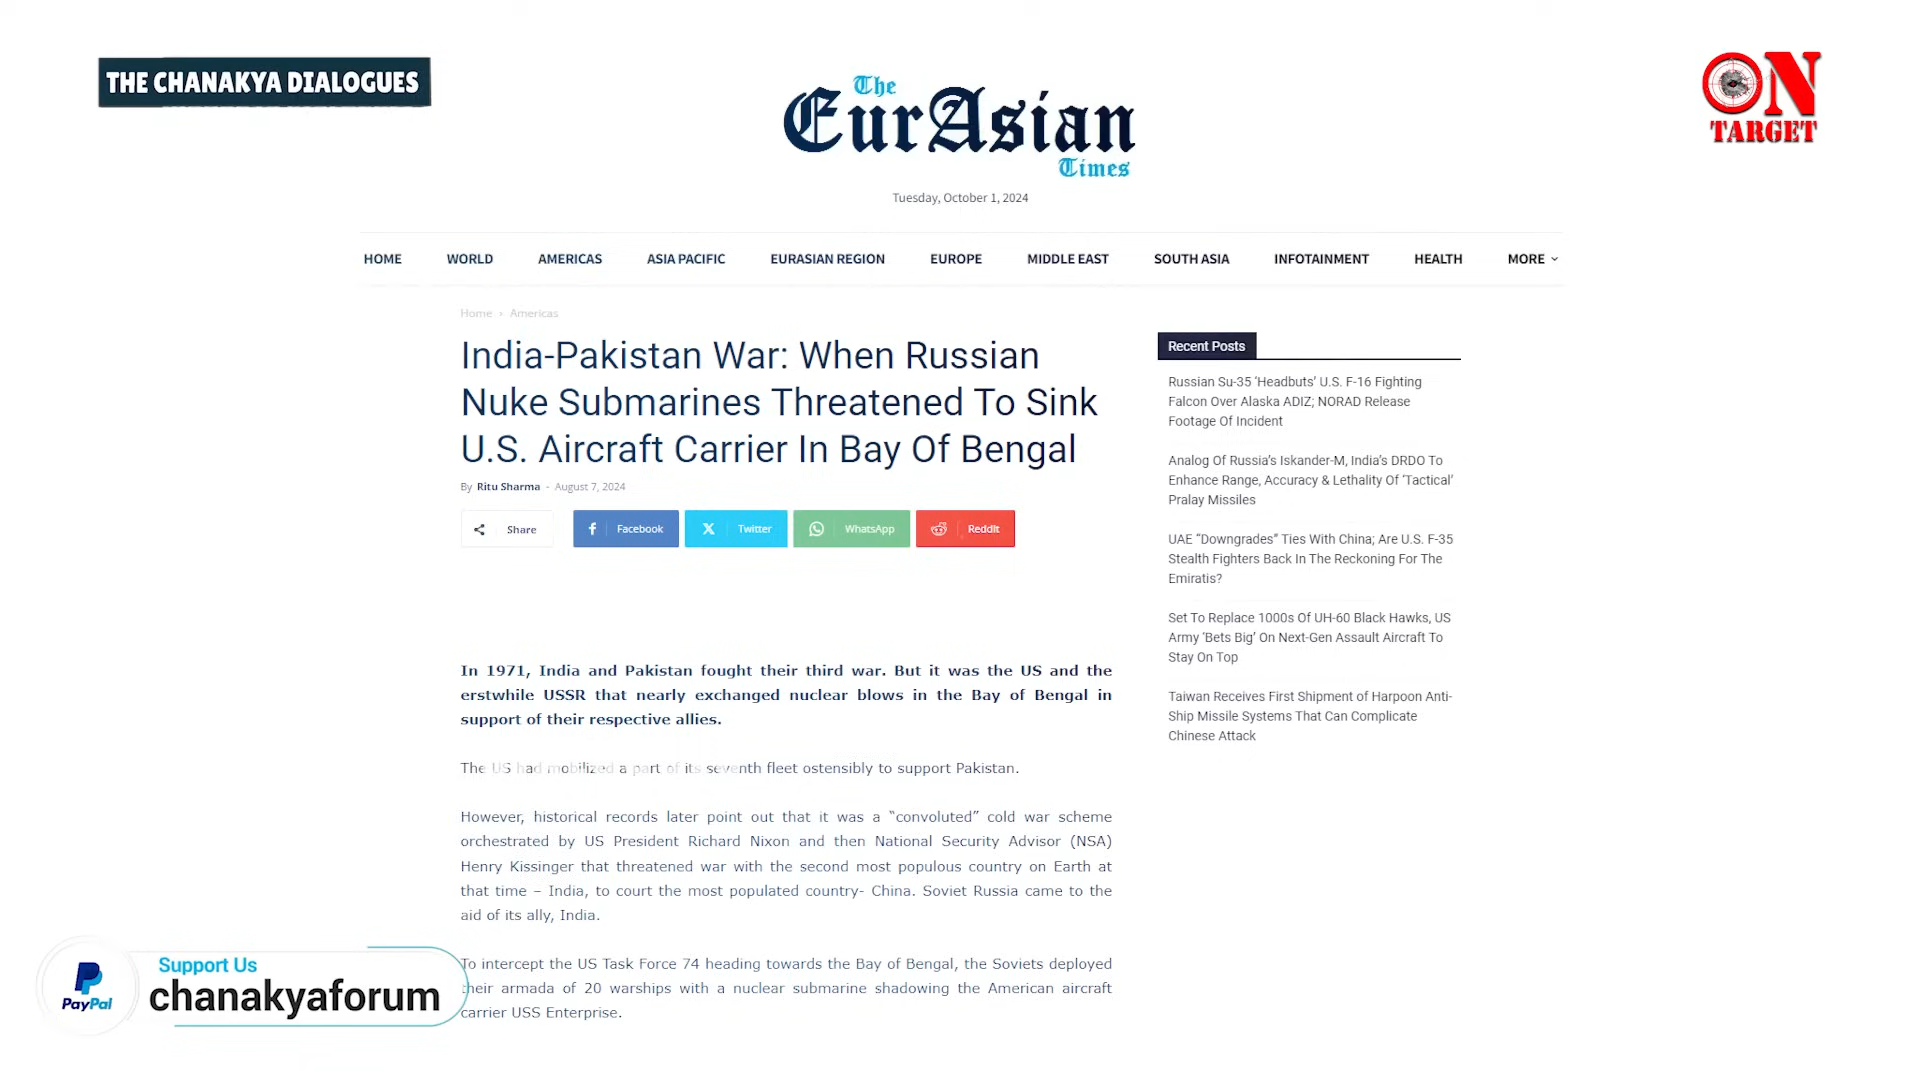 THE CHANAKYA DIALOGUES
The
EurAsian
Times
ON
TARGET
Tuesday, October 1, 2024
HOME WORLD AMERICAS ASIA PACIFIC EURASIAN REGION EUROPE MIDDLE EAST SOUTH ASIA INFOTAINMENT HEALTH MORE
Home › Americas
India-Pakistan War: When Russian
Nuke Submarines Threatened To Sink
U.S. Aircraft Carrier In Bay Of Bengal
By Ritu Sharma - August 7, 2024
Share Facebook Twitter WhatsApp ReddIt
In 1971, India and Pakistan fought their third war. But it was the US and the
erstwhile USSR that nearly exchanged nuclear blows in the Bay of Bengal in
support of their respective allies.
The US had mobilized a part of its seventh fleet ostensibly to support Pakistan.
However, historical records later point out that it was a “convoluted” cold war scheme
orchestrated by US President Richard Nixon and then National Security Advisor (NSA)
Henry Kissinger that threatened war with the second most populous country on Earth at
that time – India, to court the most populated country- China. Soviet Russia came to the
aid of its ally, India.
To intercept the US Task Force 74 heading towards the Bay of Bengal, the Soviets deployed
their armada of 20 warships with a nuclear submarine shadowing the American aircraft
carrier USS Enterprise.
Recent Posts
Russian Su-35 ‘Headbuts’ U.S. F-16 Fighting
Falcon Over Alaska ADIZ; NORAD Release
Footage Of Incident
Analog Of Russia’s Iskander-M, India’s DRDO To
Enhance Range, Accuracy & Lethality Of ‘Tactical’
Pralay Missiles
UAE “Downgrades” Ties With China; Are U.S. F-35
Stealth Fighters Back In The Reckoning For The
Emiratis?
Set To Replace 1000s Of UH-60 Black Hawks, US
Army ‘Bets Big’ On Next-Gen Assault Aircraft To
Stay On Top
Taiwan Receives First Shipment of Harpoon Anti-
Ship Missile Systems That Can Complicate
Chinese Attack
PayPal
Support Us
chanakyaforum